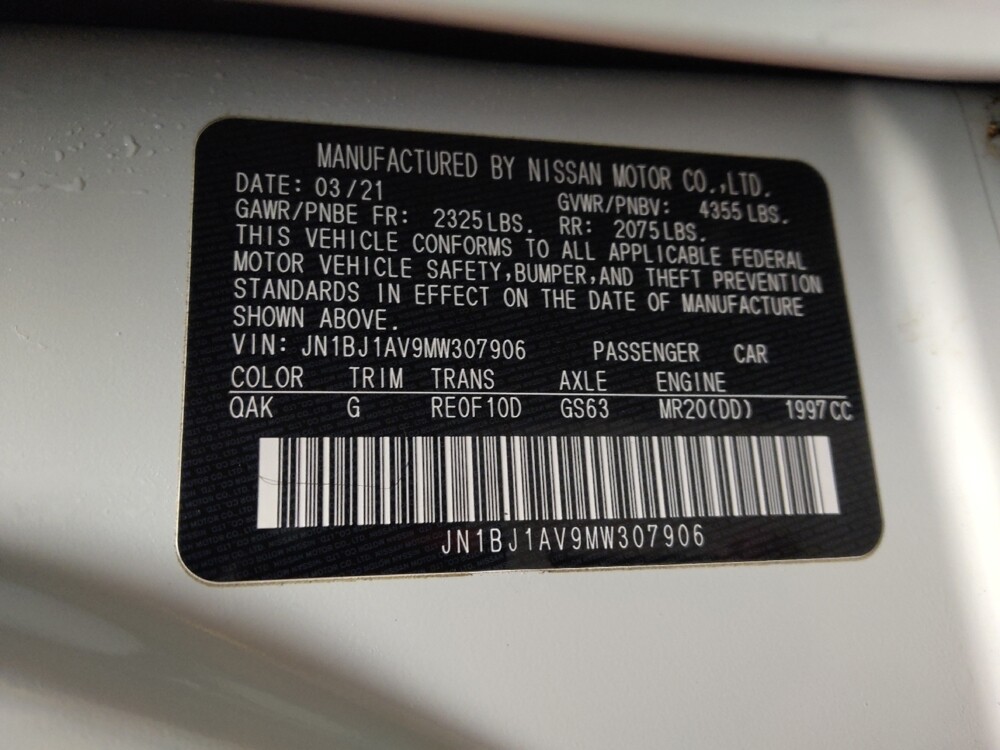 MANUFACTURED BY NISSAN MOTOR CO.,LTD.
DATE: 03/21 GVWR/PNBV: 4355 LBS.
GAWR/PNBE FR: 2325 LBS. RR: 2075 LBS.
THIS VEHICLE CONFORMS TO ALL APPLICABLE FEDERAL
MOTOR VEHICLE SAFETY,BUMPER,AND THEFT PREVENTION
STANDARDS IN EFFECT ON THE DATE OF MANUFACTURE
SHOWN ABOVE.
VIN: JN1BJ1AV9MW307906 PASSENGER CAR
COLOR TRIM TRANS AXLE ENGINE
QAK G RE0F10D GS63 MR20(DD) 1997 CC
JN1BJ1AV9MW307906